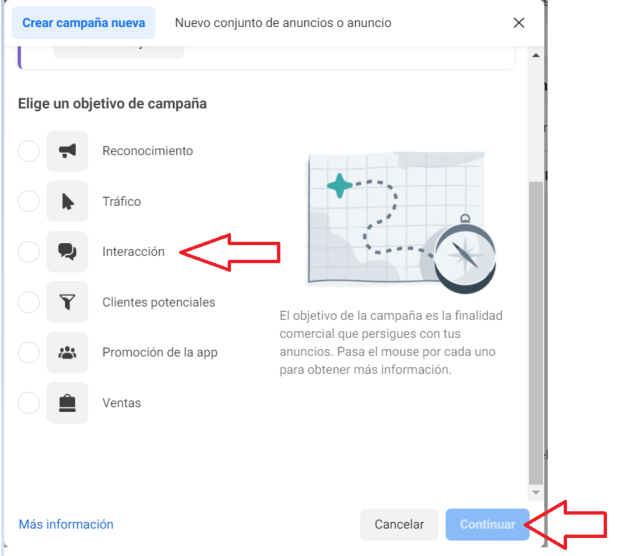 Crear campaña nueva
Nuevo conjunto de anuncios o anuncio
Elige un objetivo de campaña
Reconocimiento
Tráfico
Interacción
Clientes potenciales
Promoción de la app
Ventas
El objetivo de la campaña es la finalidad
comercial que persigues con tus
anuncios. Pasa el mouse por cada uno
para obtener más información.
Más información
Cancelar
Continuar